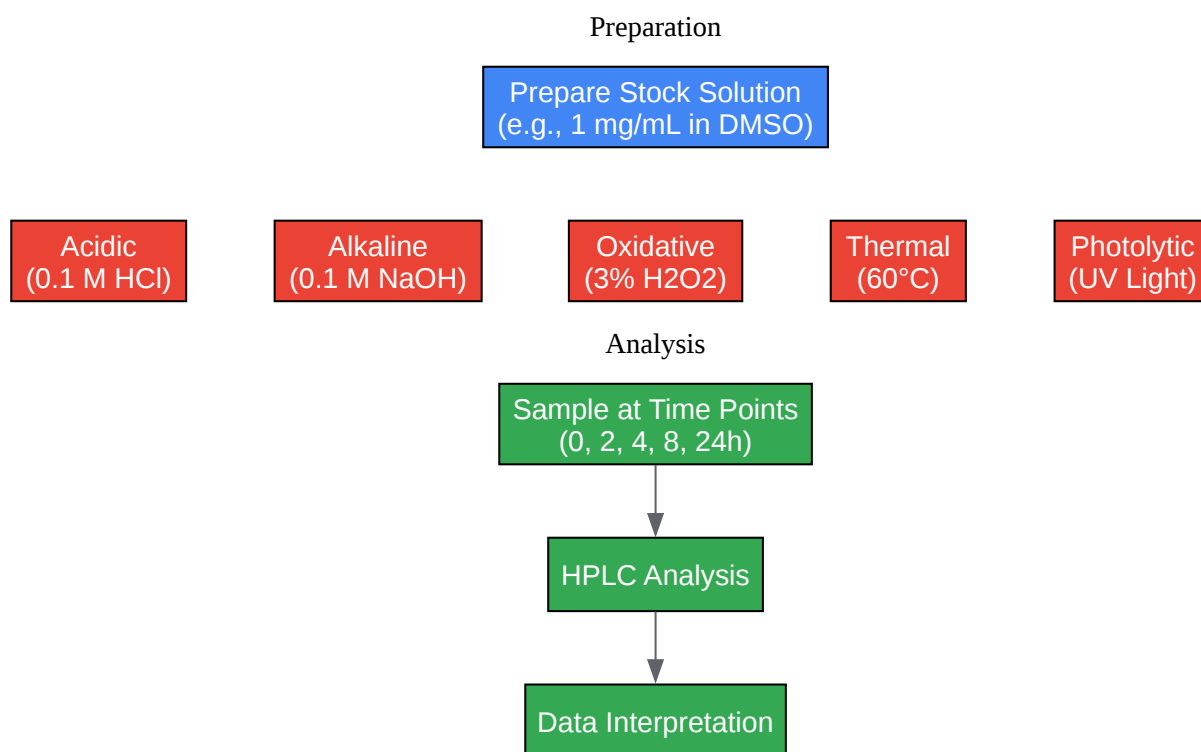 Preparation
Prepare Stock Solution
(e.g., 1 mg/mL in DMSO)
Acidic
(0.1 M HCl)
Alkaline
(0.1 M NaOH)
Oxidative
(3% H2O2)
Thermal
(60°C)
Photolytic
(UV Light)
Analysis
Sample at Time Points
(0, 2, 4, 8, 24h)
HPLC Analysis
Data Interpretation